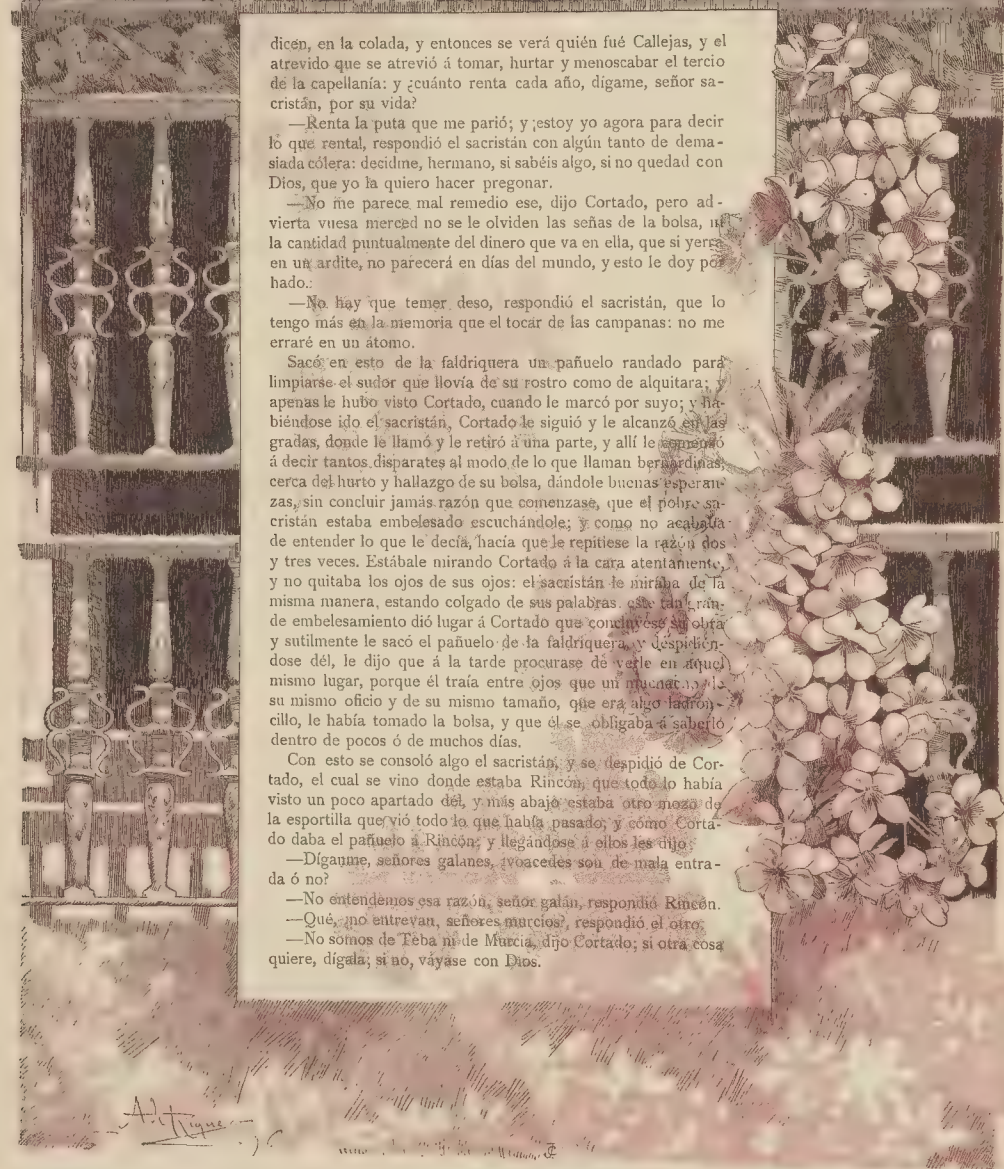 dicen, en la colada, y entonces se verá quién fué Callejas, y el
atrevido que se atrevió á tomar, hurtar y menoscabar el tercio
de la capellanía: y ¿cuánto renta cada año, dígame, señor sa-
cristán, por su vida?
—Renta la puta que me parió; y ¡estoy yo agora para decir
lo que rental, respondió el sacristán con algún tanto de dema-
siada cólera: decidme, hermano, si sabéis algo, si no quedad con
Dios, que yo la quiero hacer pregonar.
—No me parece mal remedio ese, dijo Cortado, pero ad-
vierta vuesa merced no se le olviden las señas de la bolsa, ni
la cantidad puntualmente del dinero que va en ella, que si yerra
en un ardite, no parecerá en días del mundo, y esto le doy por
hado.:
—No hay que temer deso, respondió el sacristán, que lo
tengo más en la memoria que el tocar de las campanas: no me
erraré en un átomo.
Sacó en esto de la faldriquera un pañuelo randado para
limpiarse el sudor que llovía de su rostro como de alquitara; y
apenas le hubo visto Cortado, cuando le marcó por suyo; y ha-
biéndose ido el sacristán, Cortado le siguió y le alcanzó en las
gradas, donde le llamó y le retiró á una parte, y allí le comenzó
á decir tantos disparates al modo de lo que llaman bernardinas,
cerca del hurto y hallazgo de su bolsa, dándole buenas esperan-
zas, sin concluir jamás razón que comenzase, que el pobre sa-
cristán estaba embelesado escuchándole; y como no acababa
de entender lo que le decía, hacía que le repitiese la razón dos
y tres veces. Estábale mirando Cortado á la cara atentamente,
y no quitaba los ojos de sus ojos: el sacristán le miraba de la
misma manera, estando colgado de sus palabras. este tan gran-
de embelesamiento dió lugar á Cortado que concluyese su obra
y sutilmente le sacó el pañuelo de la faldriquera, y despidién-
dose dél, le dijo que á la tarde procurase de verle en aquel
mismo lugar, porque él traía entre ojos que un muchacho de
su mismo oficio y de su mismo tamaño, que era algo ladron-
cillo, le había tomado la bolsa, y que él se obligaba á saberlo
dentro de pocos ó de muchos días.
Con esto se consoló algo el sacristán, y se despidió de Cor-
tado, el cual se vino donde estaba Rincón, que todo lo había
visto un poco apartado dél, y más abajo estaba otro mozo de
la esportilla que vió todo lo que había pasado, y cómo Corta-
do daba el pañuelo á Rincón; y llegándose á ellos les dijo:
—Díganme, señores galanes, ¿voacedes son de mala entra-
da ó no?
—No entendemos esa razón, señor galán, respondió Rincón.
—Qué, ¿no entrevan, señores murcios?, respondió el otro.
—No somos de Teba ni de Murcia, dijo Cortado; si otra cosa
quiere, dígala; si no, váyase con Dios.